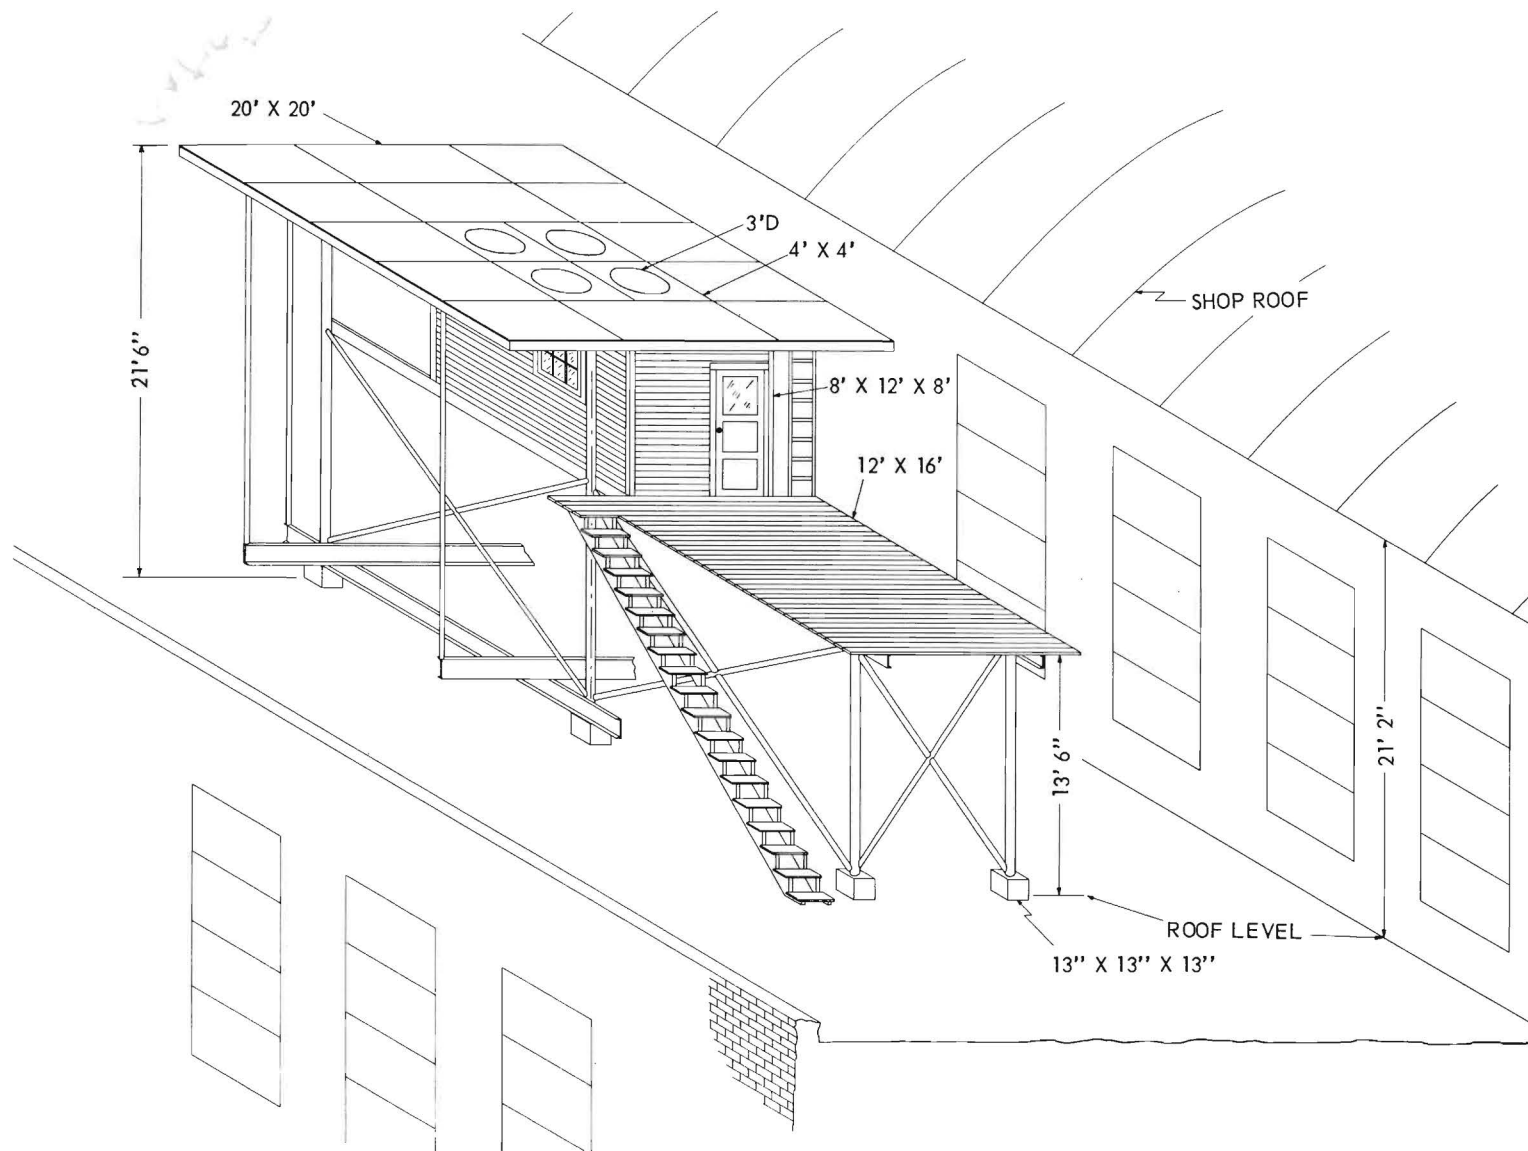 20' X 20'
3'D
4' X 4'
SHOP ROOF
21'6"
8' X 12' X 8'
12' X 16'
21' 2"
13' 6"
ROOF LEVEL
13" X 13" X 13"